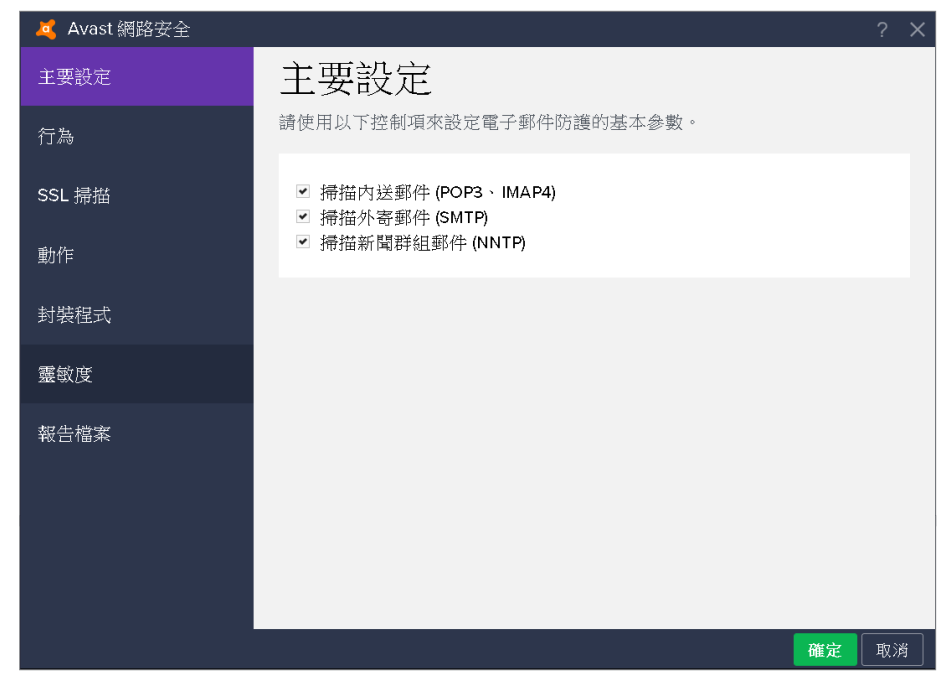 Avast 網路安全
主要設定
行為
SSL 掃描
動作
封裝程式
靈敏度
報告檔案
主要設定
請使用以下控制項來設定電子郵件防護的基本參數。
掃描內送郵件 (POP3、IMAP4)
掃描外寄郵件 (SMTP)
掃描新聞群組郵件 (NNTP)
確定
取消